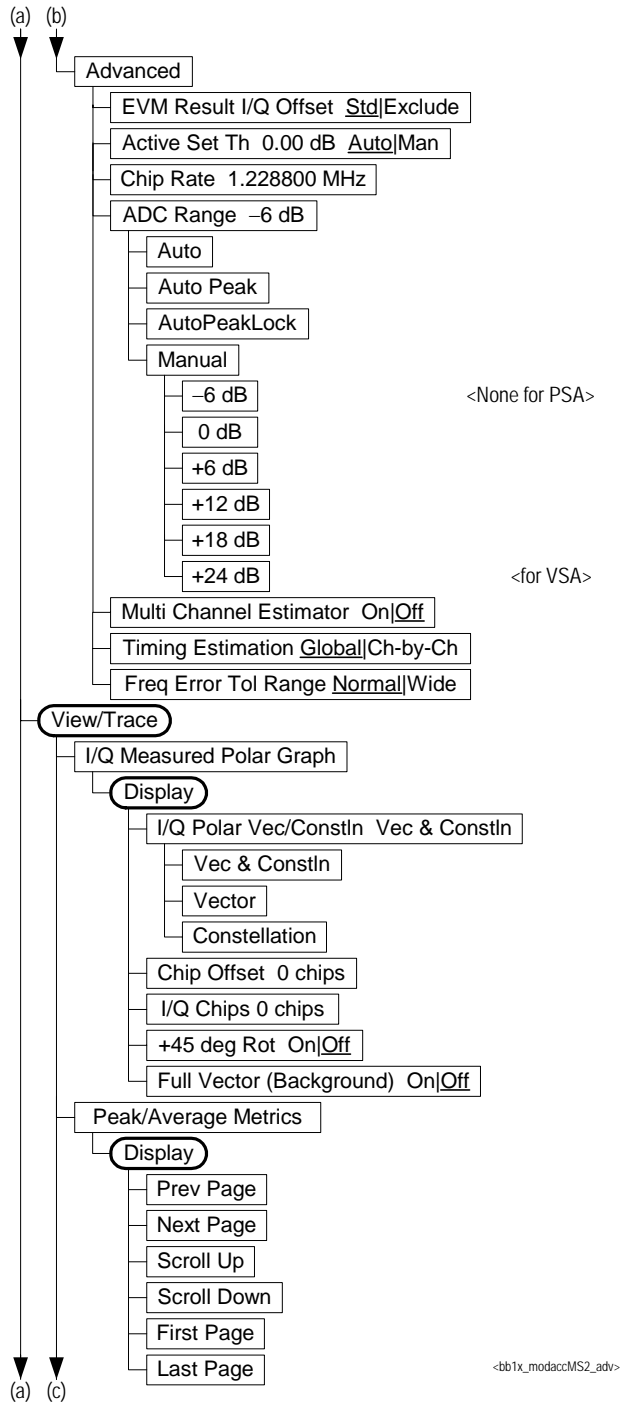 (a) (b)
Advanced
EVM Result I/Q Offset Std|Exclude
Active Set Th 0.00 dB Auto|Man
Chip Rate 1.228800 MHz
ADC Range –6 dB
Auto
Auto Peak
AutoPeakLock
Manual
–6 dB <None for PSA>
0 dB
+6 dB
+12 dB
+18 dB
+24 dB <for VSA>
Multi Channel Estimator On|Off
Timing Estimation Global|Ch-by-Ch
Freq Error Tol Range Normal|Wide
View/Trace
I/Q Measured Polar Graph
Display
I/Q Polar Vec/Constln Vec & Constln
Vec & Constln
Vector
Constellation
Chip Offset 0 chips
I/Q Chips 0 chips
+45 deg Rot On|Off
Full Vector (Background) On|Off
Peak/Average Metrics
Display
Prev Page
Next Page
Scroll Up
Scroll Down
First Page
Last Page <bb1x_modaccMS2_adv>
(a) (c)